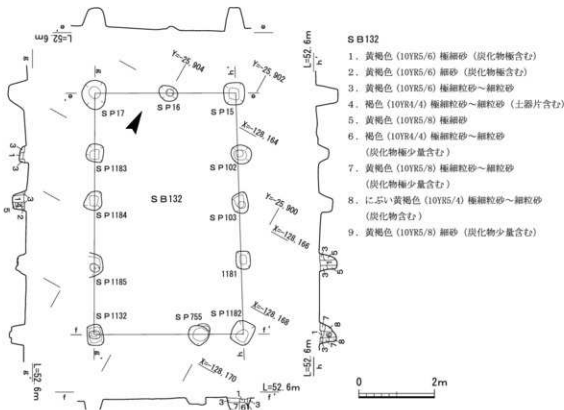 L=52.6m
L=52.6m
e
e'
g'
h'
Y=-25,904
Y=-25,902
e
e'
SP17
SP16
SP15
X=-128,164
SP1183
SP102
SB132
SP1184
SP103
Y=-25,900
X=-128,166
SP1185
1181
SP1132
SP755
SP1182
X=-128,168
f
f'
g
h
X=-128,170
L=52.6m
L=52.6m
L=52.6m
f
f'
SB132
1. 黄褐色 (10YR5/6) 極細砂 (炭化物極含む)
2. 黄褐色 (10YR5/6) 細砂 (炭化物極含む)
3. 黄褐色 (10YR5/6) 極細粒砂～細粒砂
4. 褐色 (10YR4/4) 極細粒砂～細粒砂 (土器片含む)
5. 黄褐色 (10YR5/8) 極細砂
6. 褐色 (10YR4/4) 極細粒砂～細粒砂
(炭化物極少量含む)
7. 黄褐色 (10YR5/8) 極細粒砂～細粒砂
(炭化物極少量含む)
8. にぶい黄褐色 (10YR5/4) 極細粒砂～細粒砂
(炭化物含む)
9. 黄褐色 (10YR5/8) 細砂 (炭化物少量含む)
0 2m